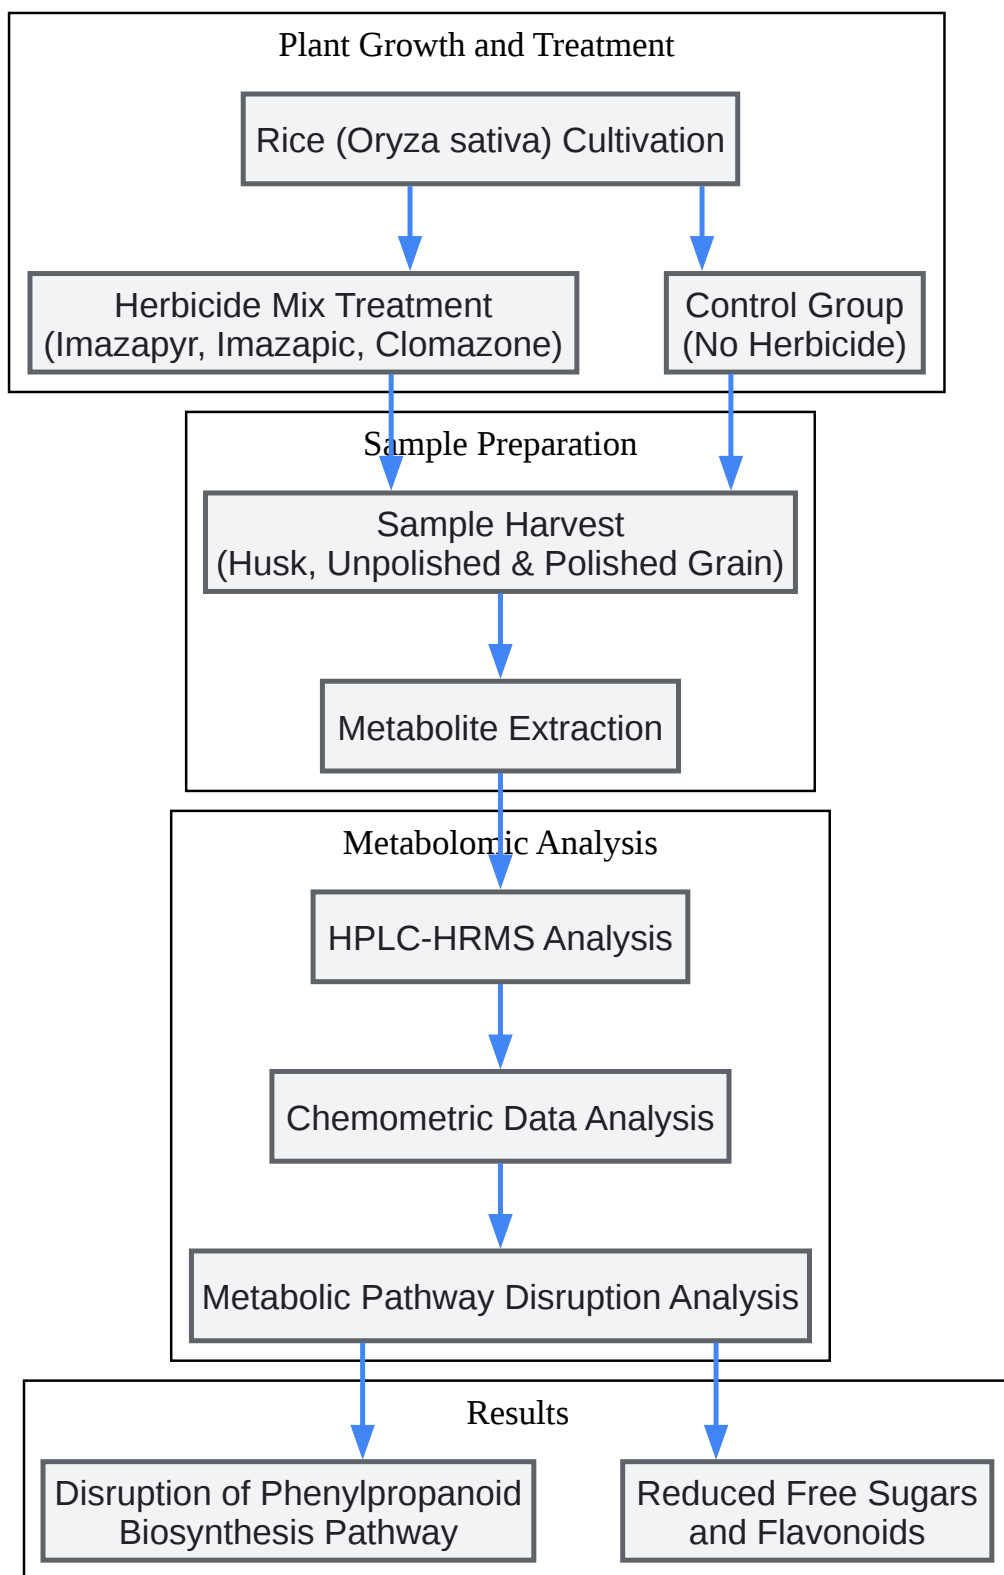 Plant Growth and Treatment
Rice (Oryza sativa) Cultivation
Herbicide Mix Treatment
(Imazapyr, Imazapic, Clomazone)
Control Group
(No Herbicide)
Sample Preparation
Sample Harvest
(Husk, Unpolished & Polished Grain)
Metabolite Extraction
Metabolomic Analysis
HPLC-HRMS Analysis
Chemometric Data Analysis
Metabolic Pathway Disruption Analysis
Results
Disruption of Phenylpropanoid
Biosynthesis Pathway
Reduced Free Sugars
and Flavonoids